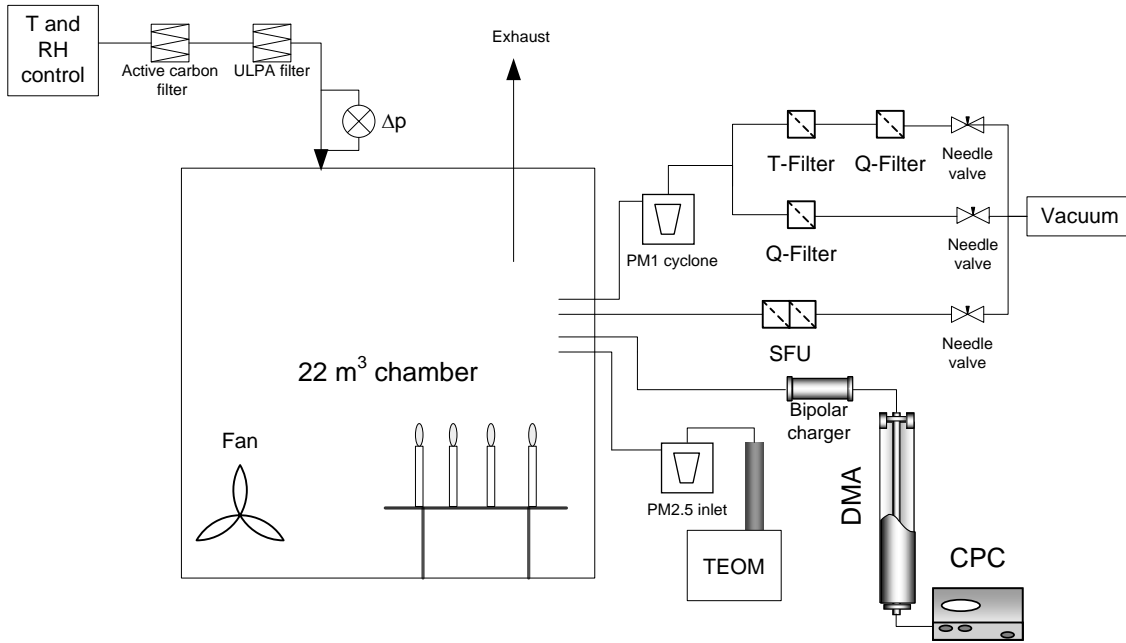 T and
RH
control
Active carbon
filter
ULPA filter
Δp
Exhaust
T-Filter
Q-Filter
Needle
valve
PM1 cyclone
Q-Filter
Needle
valve
Vacuum
SFU
Needle
valve
22 m³ chamber
Bipolar
charger
Fan
PM2.5 inlet
TEOM
DMA
CPC